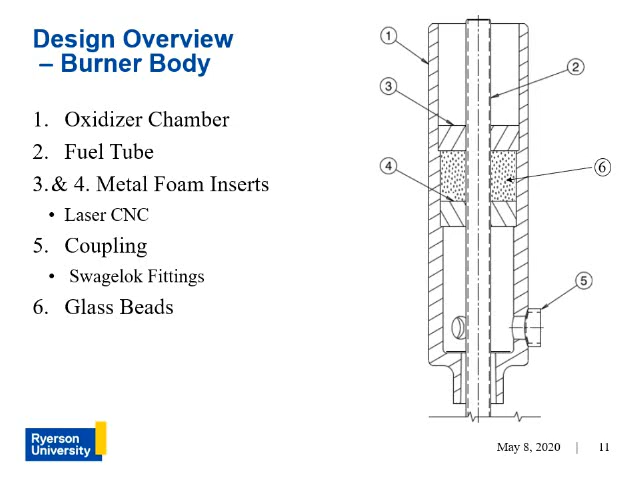 Design Overview
– Burner Body
1. Oxidizer Chamber
2. Fuel Tube
3.& 4. Metal Foam Inserts
• Laser CNC
5. Coupling
• Swagelok Fittings
6. Glass Beads
1
2
3
4
6
5
Ryerson
University
May 8, 2020 | 11